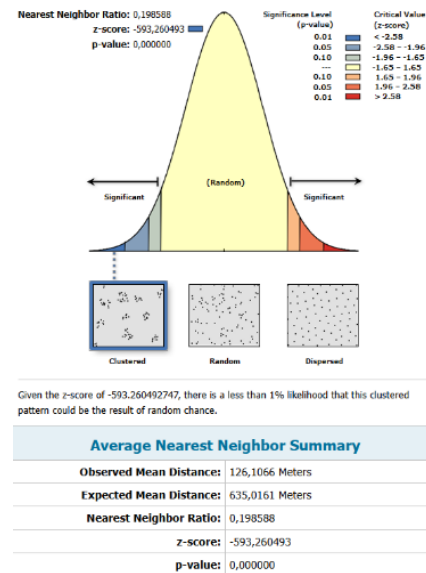 Nearest Neighbor Ratio: 0,198588
z-score: -593,260493
p-value: 0,000000
Significance Level
(p-value)
Critical Value
(z-score)
0.01 < -2.58
0.05 -2.58 - -1.96
0.10 -1.96 - -1.65
--- -1.65 - 1.65
0.10 1.65 - 1.96
0.05 1.96 - 2.58
0.01 > 2.58
(Random)
Significant
Significant
Clustered
Random
Dispersed
Given the z-score of -593.260492747, there is a less than 1% likelihood that this clustered
pattern could be the result of random chance.
Average Nearest Neighbor Summary
Observed Mean Distance: 126,1066 Meters
Expected Mean Distance: 635,0161 Meters
Nearest Neighbor Ratio: 0,198588
z-score: -593,260493
p-value: 0,000000